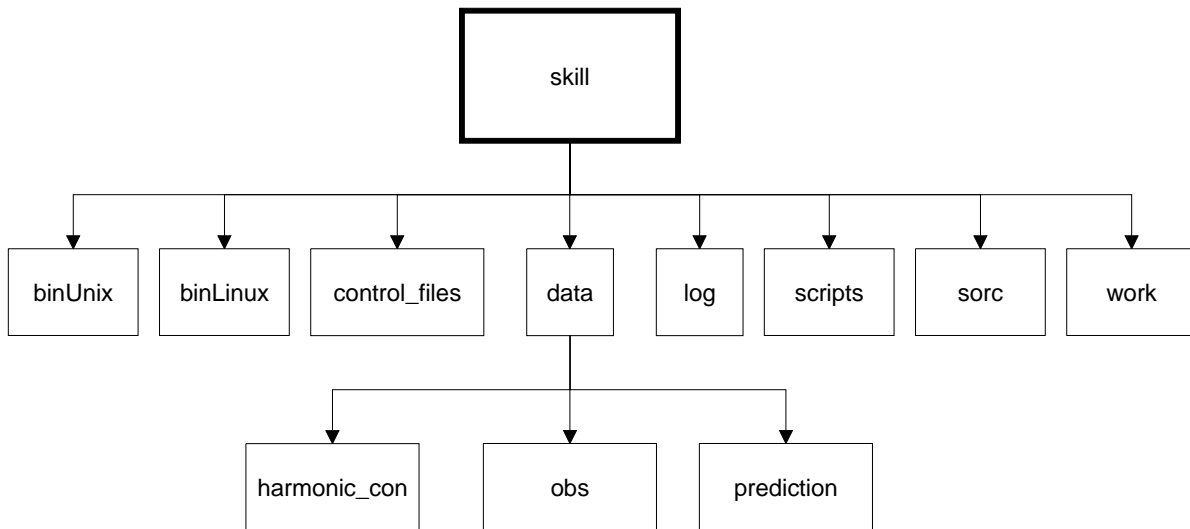 skill
binUnix
binLinux
control_files
data
log
scripts
sorc
work
harmonic_con
obs
prediction